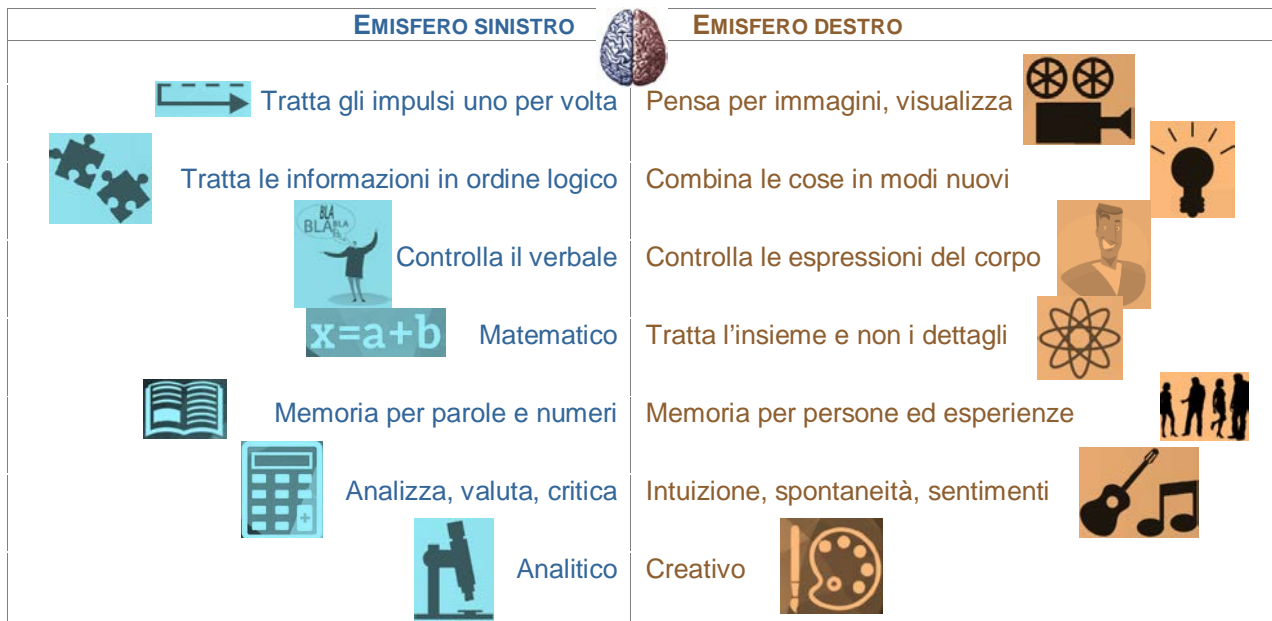 EMISFERO SINISTRO EMISFERO DESTRO
Tratta gli impulsi uno per volta Pensa per immagini, visualizza
Tratta le informazioni in ordine logico Combina le cose in modi nuovi
BLA
BLA BLA
Controlla il verbale Controlla le espressioni del corpo
x=a+b Matematico Tratta l’insieme e non i dettagli
Memoria per parole e numeri Memoria per persone ed esperienze
Analizza, valuta, critica Intuizione, spontaneità, sentimenti
Analitico Creativo